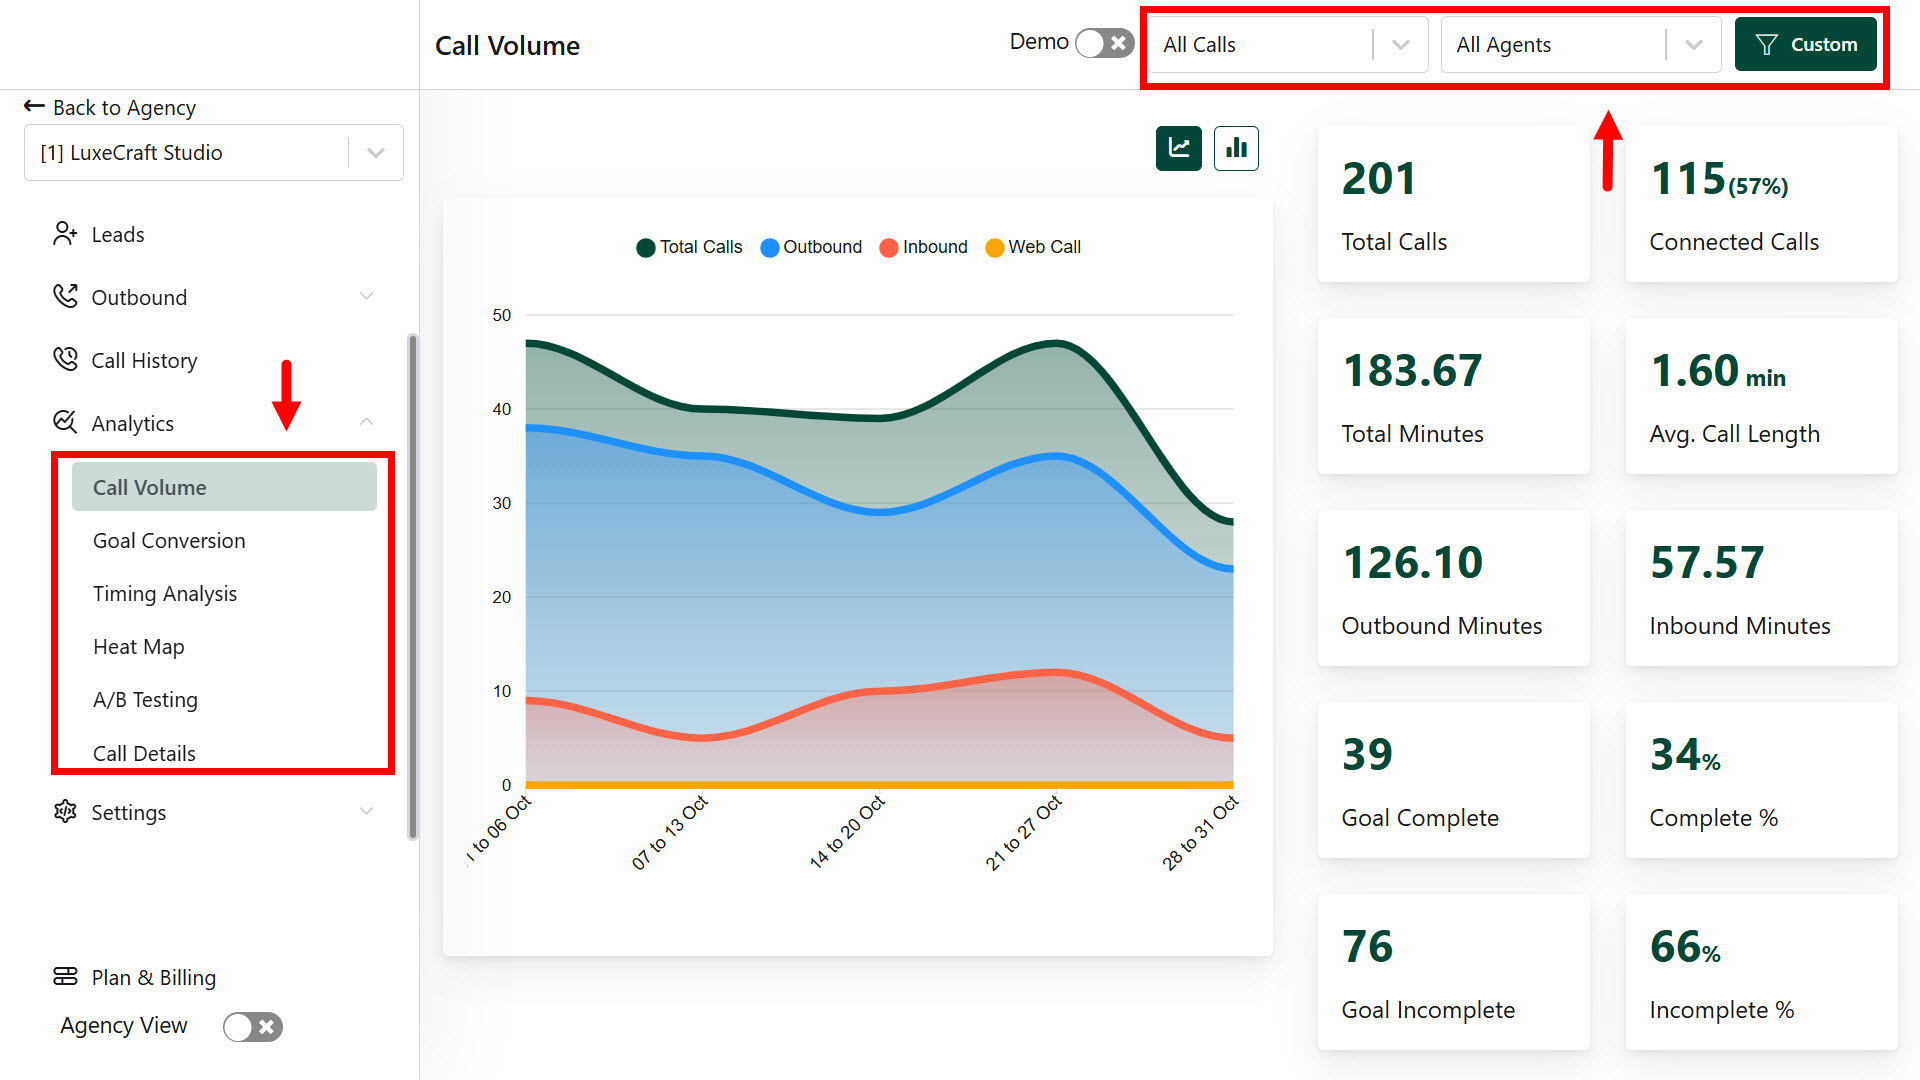 Call Volume
Demo
All Calls
All Agents
Custom
Back to Agency
[1] LuxeCraft Studio
Leads
Outbound
Call History
Analytics
Call Volume
Goal Conversion
Timing Analysis
Heat Map
A/B Testing
Call Details
Settings
Plan & Billing
Agency View
Total Calls Outbound Inbound Web Call
50
40
30
20
10
0
to 06 Oct
07 to 13 Oct
14 to 20 Oct
21 to 27 Oct
28 to 31 Oct
201
Total Calls
115(57%)
Connected Calls
183.67
Total Minutes
1.60 min
Avg. Call Length
126.10
Outbound Minutes
57.57
Inbound Minutes
39
Goal Complete
34%
Complete %
76
Goal Incomplete
66%
Incomplete %